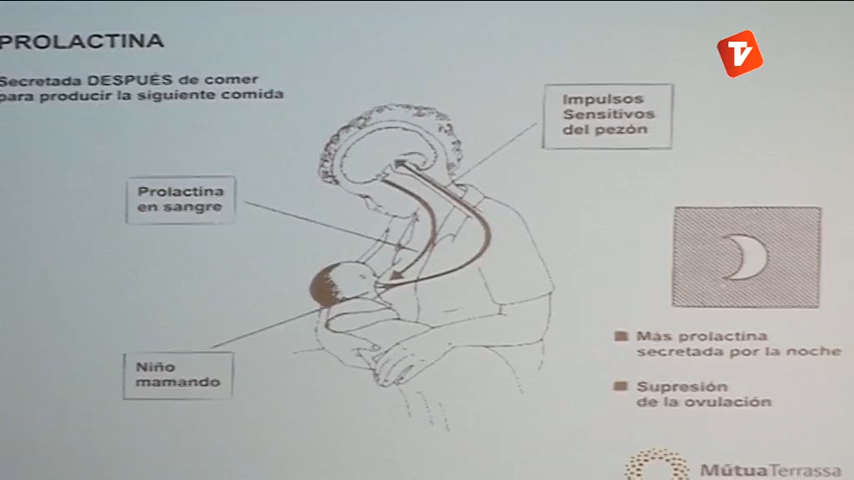 PROLACTINA
Secretada DESPUÉS de comer
para producir la siguiente comida
TV
Impulsos
Sensitivos
del pezón
Prolactina
en sangre
Niño
mamando
Más prolactina
secretada por la noche
Supresión
de la ovulación
MútuaTerrassa